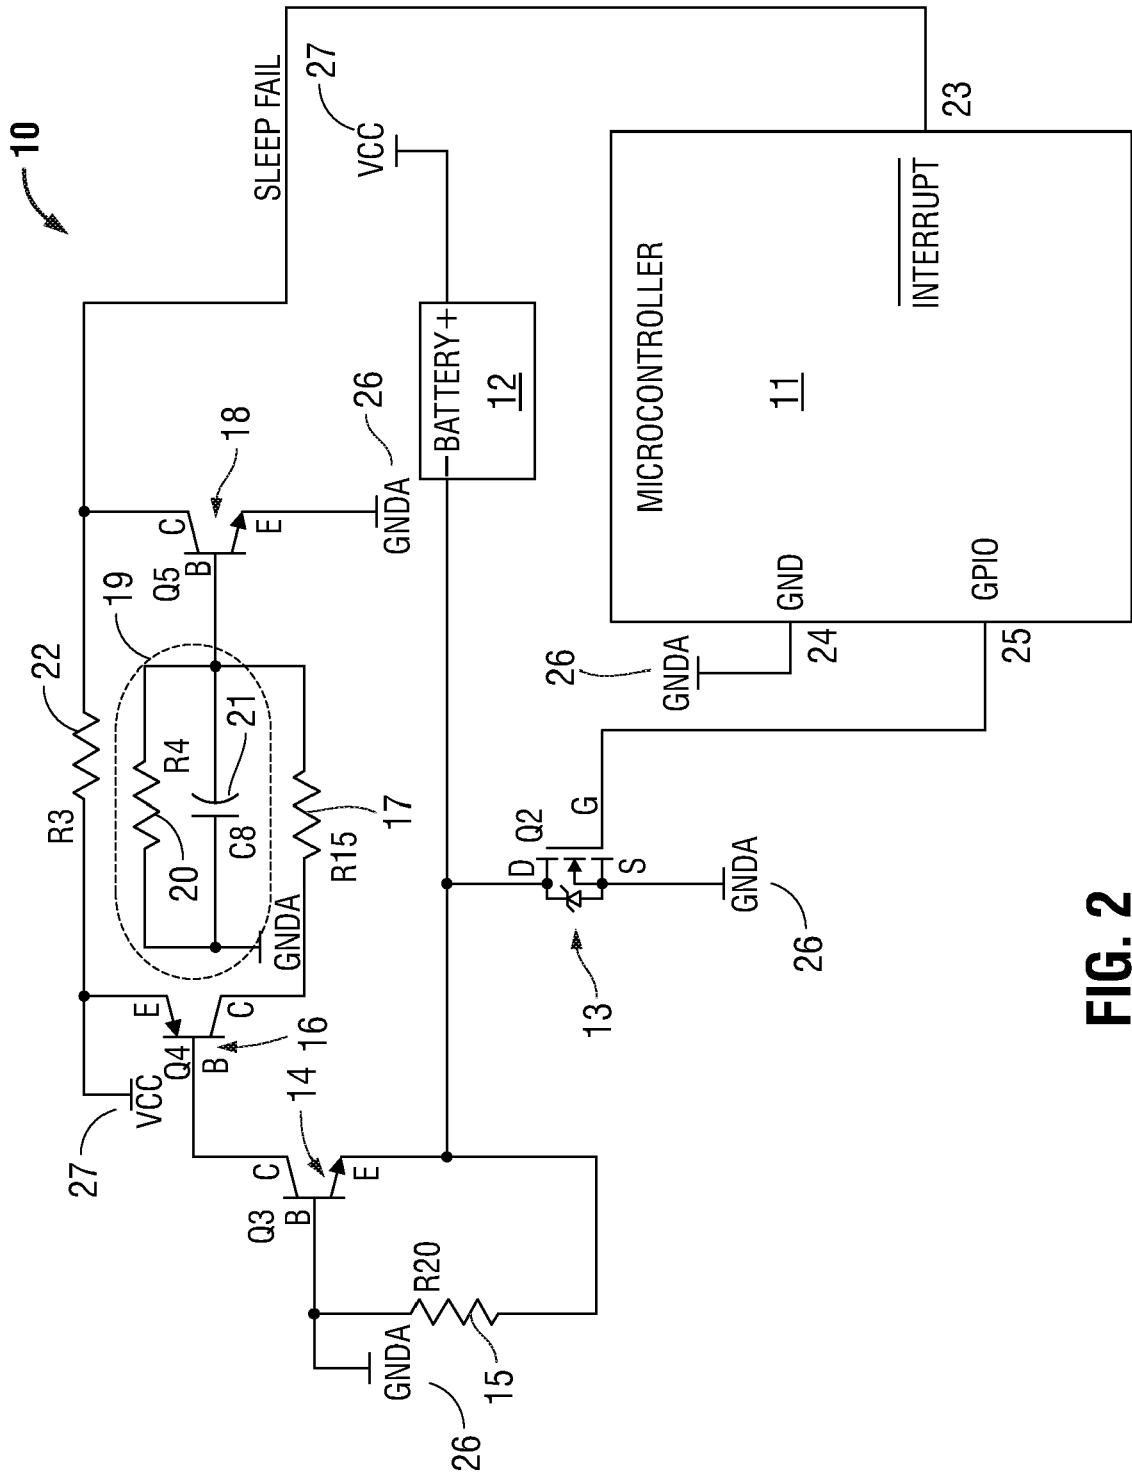 10
R3
22
27
VCC
E
Q4
B
C
16
19
R4
20
C8
21
GNDA
R15
17
Q5
C
B
E
18
SLEEP FAIL
Q3
C
B
E
14
27
VCC
26
GNDA
GNDA
26
R20
15
− BATTERY +
12
Q2
D
G
S
13
GNDA
26
26
GNDA
MICROCONTROLLER
11
GND
24
INTERRUPT
23
GPIO
25
FIG. 2